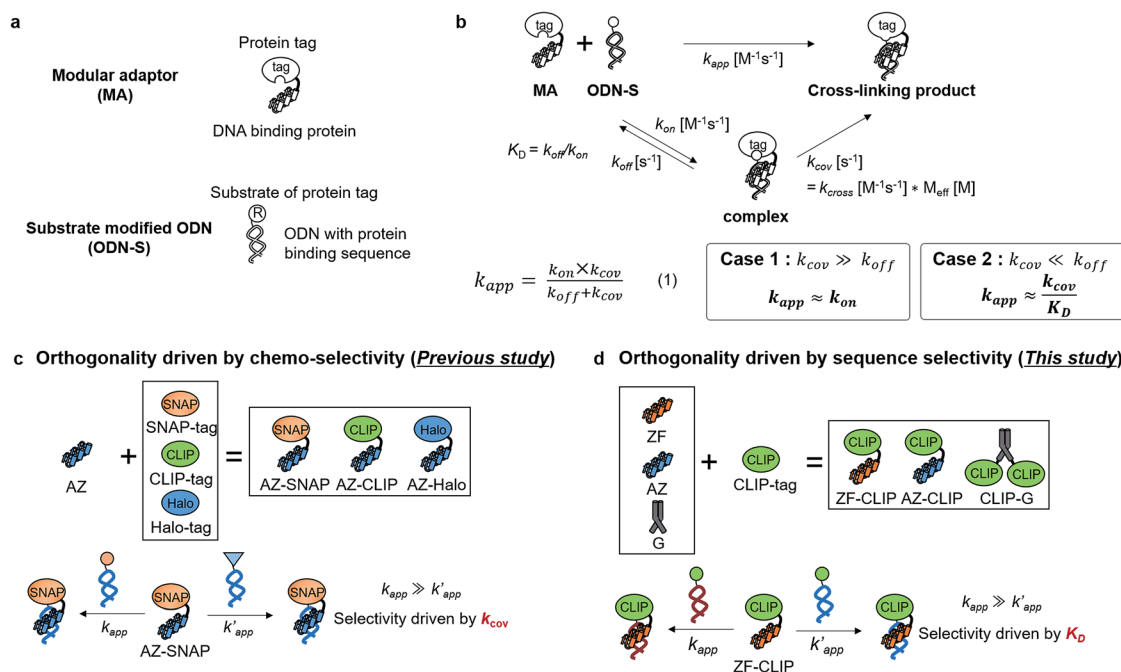 a
Protein tag
tag
Modular adaptor
(MA)
DNA binding protein
Substrate of protein tag
R
Substrate modified ODN
(ODN-S)
ODN with protein
binding sequence
b
tag
+
MA
ODN-S
k_app [M⁻¹s⁻¹]
tag
Cross-linking product
K_D = k_off/k_on
k_on [M⁻¹s⁻¹]
k_off [s⁻¹]
tag
complex
k_cov [s⁻¹]
= k_cross [M⁻¹s⁻¹] * M_eff [M]
k_app = (k_on × k_cov)/(k_off+k_cov) (1)
Case 1 : k_cov ≫ k_off
k_app ≈ k_on
Case 2 : k_cov ≪ k_off
k_app ≈ k_cov/K_D
c Orthogonality driven by chemo-selectivity (Previous study)
AZ
+
SNAP
SNAP-tag
CLIP
CLIP-tag
Halo
Halo-tag
=
SNAP CLIP Halo
AZ-SNAP AZ-CLIP AZ-Halo
SNAP
k_app
SNAP
AZ-SNAP
k'_app
SNAP
k_app ≫ k'_app
Selectivity driven by k_cov
d Orthogonality driven by sequence selectivity (This study)
ZF
AZ
G
+
CLIP
CLIP-tag
=
CLIP CLIP CLIP CLIP
ZF-CLIP AZ-CLIP CLIP-G
CLIP
k_app
CLIP
ZF-CLIP
k'_app
CLIP
k_app ≫ k'_app
Selectivity driven by K_D